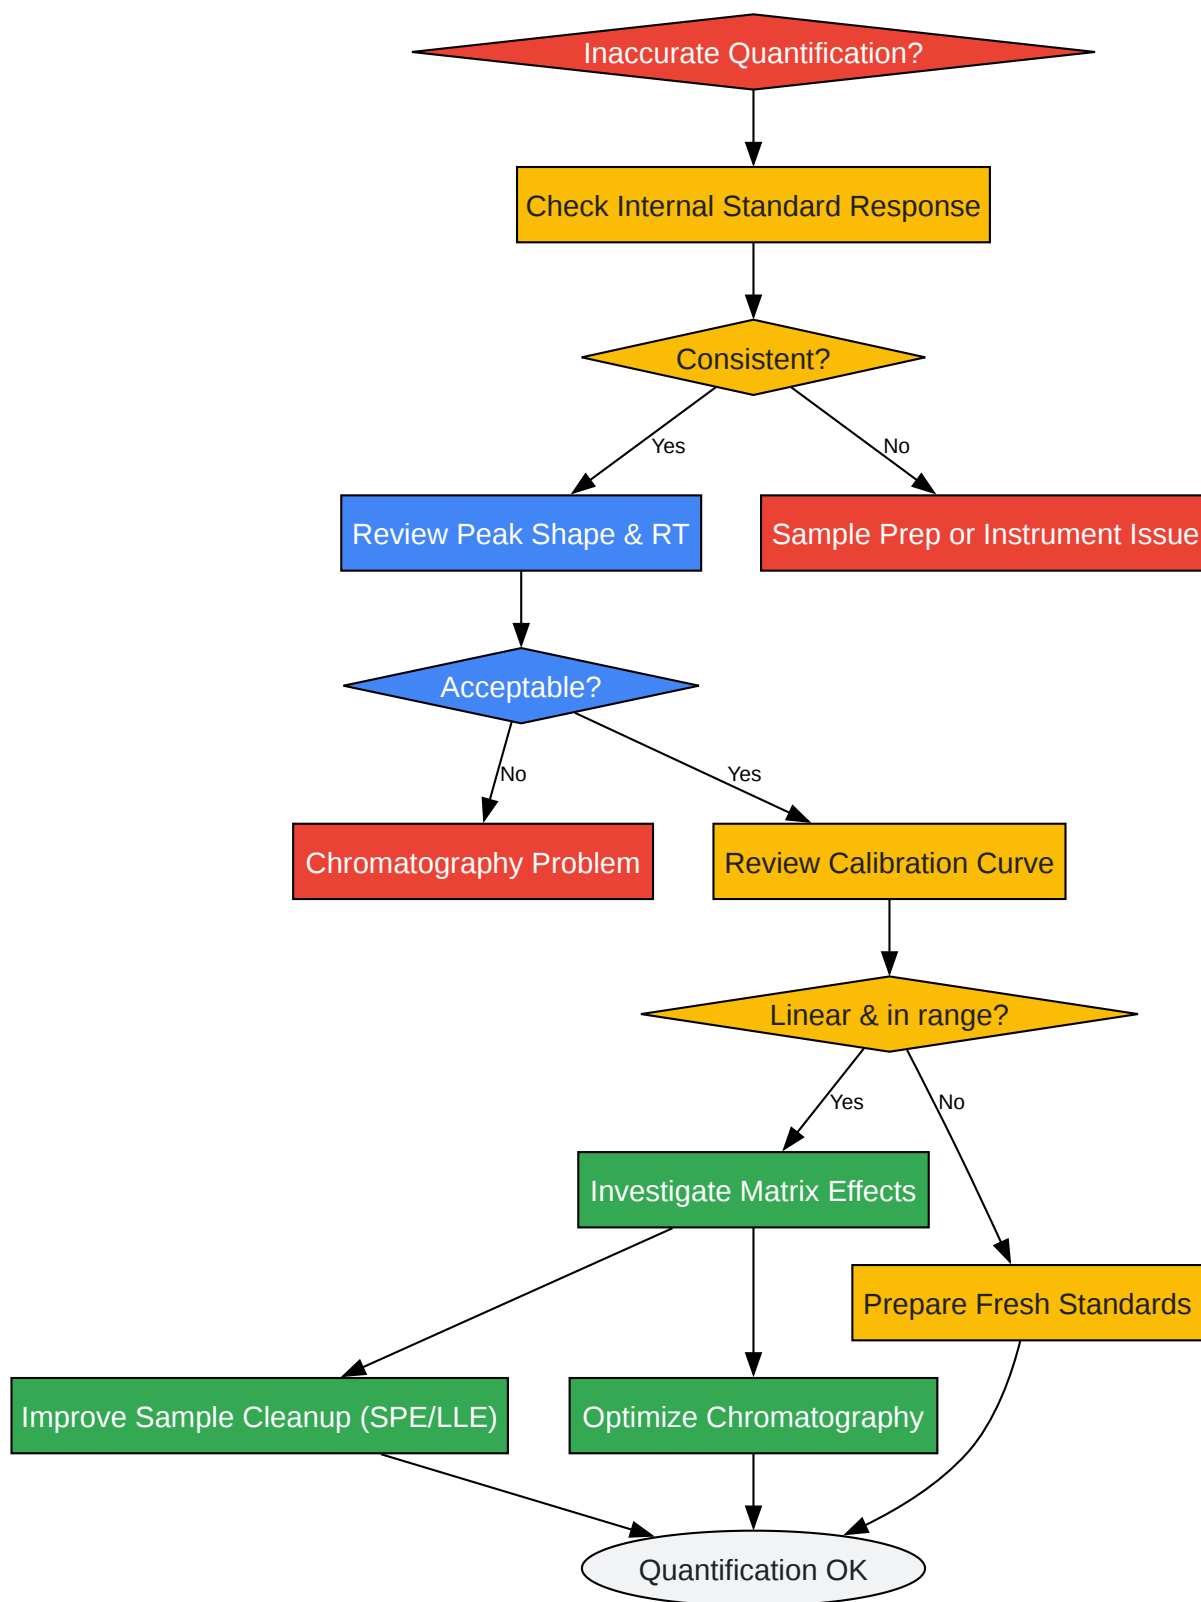 Inaccurate Quantification?
Check Internal Standard Response
Consistent?
Yes
No
Review Peak Shape & RT
Sample Prep or Instrument Issue
Acceptable?
No
Yes
Chromatography Problem
Review Calibration Curve
Linear & in range?
Yes
No
Investigate Matrix Effects
Prepare Fresh Standards
Improve Sample Cleanup (SPE/LLE)
Optimize Chromatography
Quantification OK